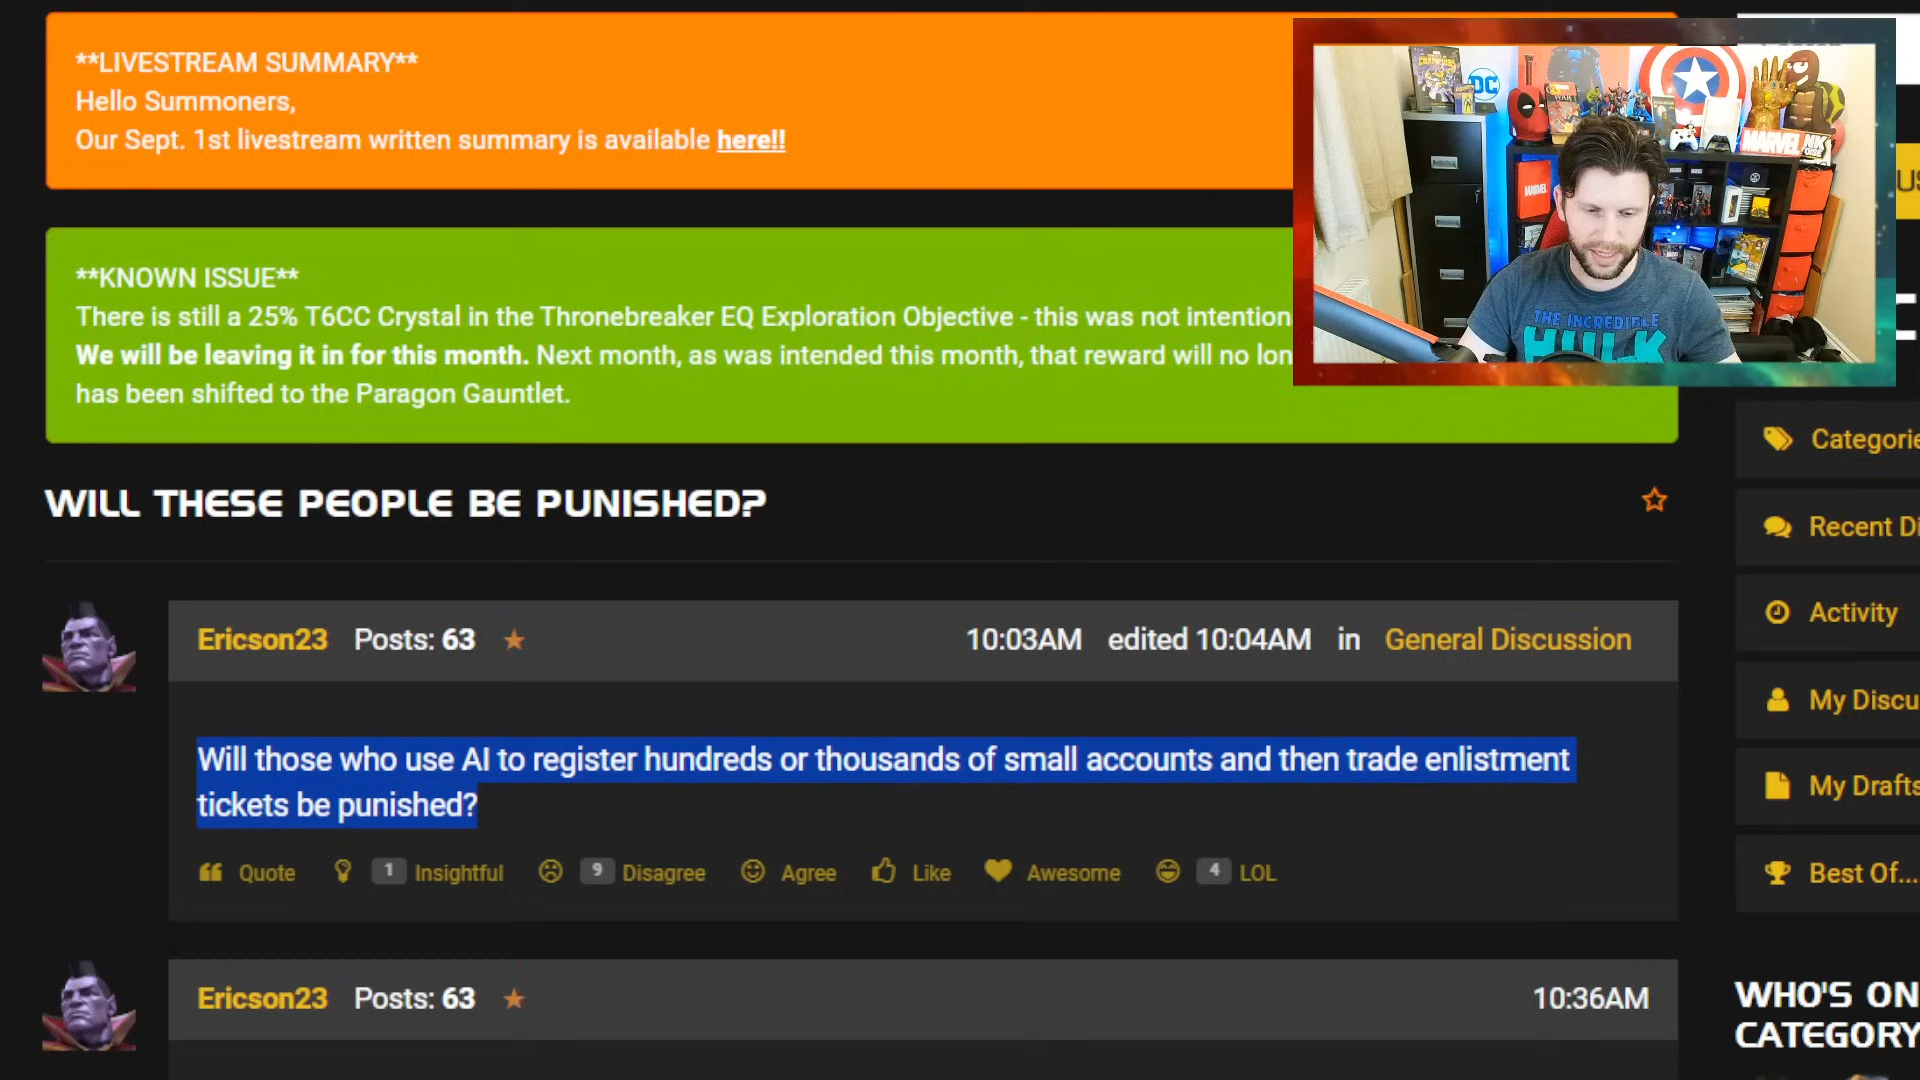 **LIVESTREAM SUMMARY**
Hello Summoners,
Our Sept. 1st livestream written summary is available here!!
**KNOWN ISSUE**
There is still a 25% T6CC Crystal in the Thronebreaker EQ Exploration Objective - this was not intention
We will be leaving it in for this month. Next month, as was intended this month, that reward will no lon
has been shifted to the Paragon Gauntlet.
WILL THESE PEOPLE BE PUNISHED?
Ericson23 Posts: 63 10:03AM edited 10:04AM in General Discussion
Will those who use AI to register hundreds or thousands of small accounts and then trade enlistment
tickets be punished?
Quote 1 Insightful 9 Disagree Agree Like Awesome 4 LOL
Ericson23 Posts: 63 10:36AM
DC
MARVEL
MARVEL
THE INCREDIBLE
HULK
Categorie
Recent Di
Activity
My Discu
My Drafts
Best Of...
WHO'S ON
CATEGORY